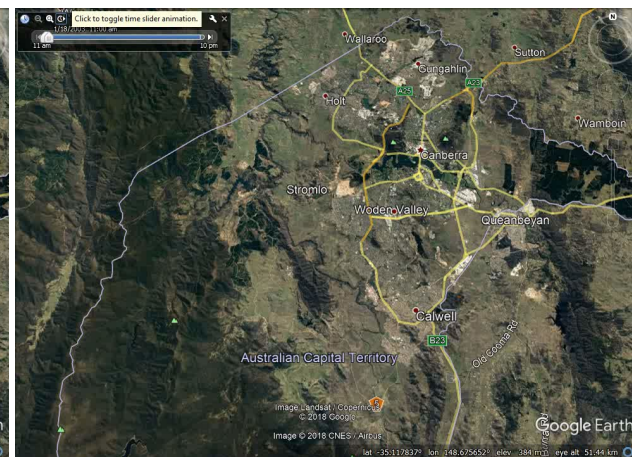 Click to toggle time slider animation.
1/18/2003, 11:00 am
11 am
10 pm
N
Wallaroo
Sutton
Gungahlin
A23
A25
Holt
Wamboin
Canberra
Stromlo
Woden Valley
Queanbeyan
Calwell
B23
Old Cooma Rd
Australian Capital Territory
Image Landsat / Copernicus
© 2018 Google
Image © 2018 CNES / Airbus
Google Earth
lat -35.117837° lon 148.675652° elev 384 m eye alt 51.44 km